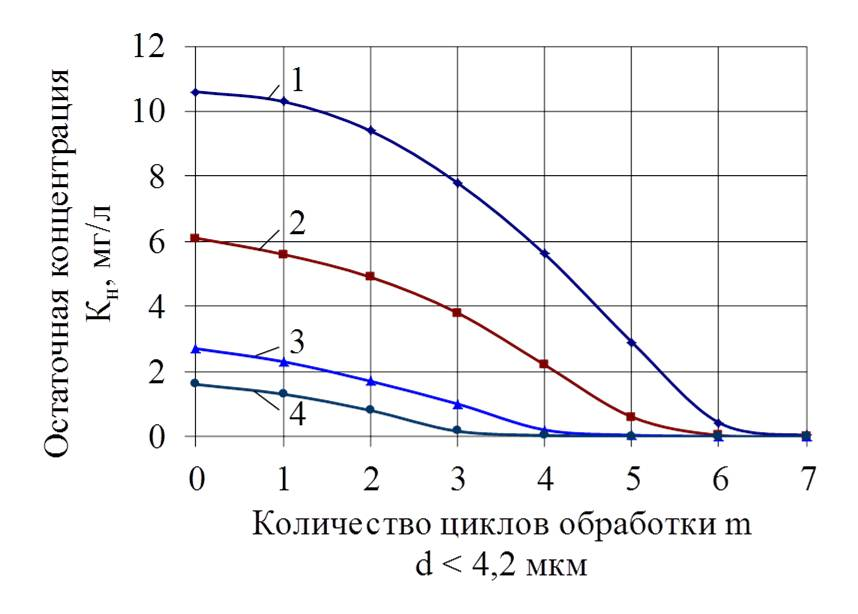 Остаточная концентрация
Кн, мг/л
12
10
8
6
4
2
0
1
2
3
4
0 1 2 3 4 5 6 7
Количество циклов обработки m
d < 4,2 мкм